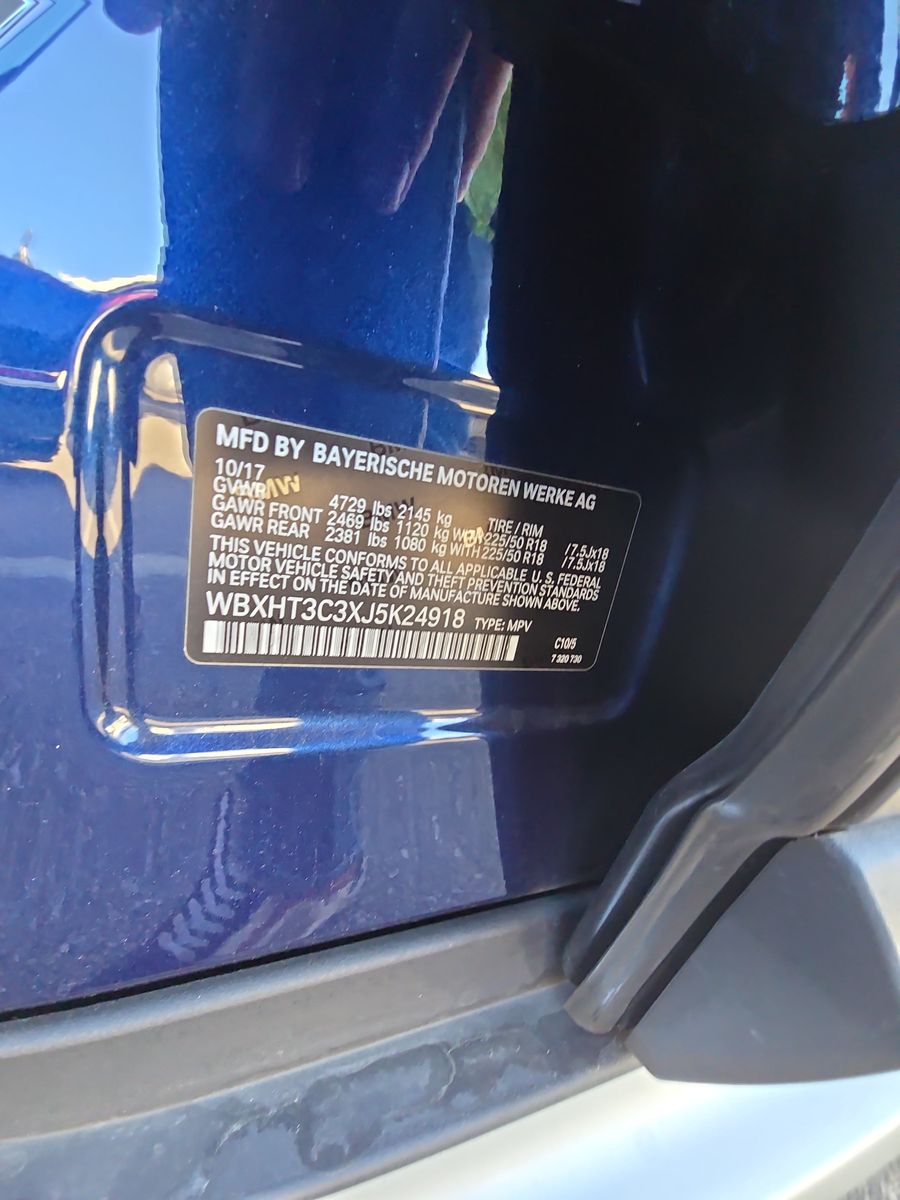 MFD BY BAYERISCHE MOTOREN WERKE AG
10/17
GVWR 4729 lbs 2145 kg TIRE / RIM
GAWR FRONT 2469 lbs 1120 kg WITH 225/50 R18 /7.5Jx18
GAWR REAR 2381 lbs 1080 kg WITH 225/50 R18 /7.5Jx18
THIS VEHICLE CONFORMS TO ALL APPLICABLE U.S. FEDERAL
MOTOR VEHICLE SAFETY AND THEFT PREVENTION STANDARDS
IN EFFECT ON THE DATE OF MANUFACTURE SHOWN ABOVE.
WBXHT3C3XJ5K24918 TYPE: MPV
C10/5
7 320 730